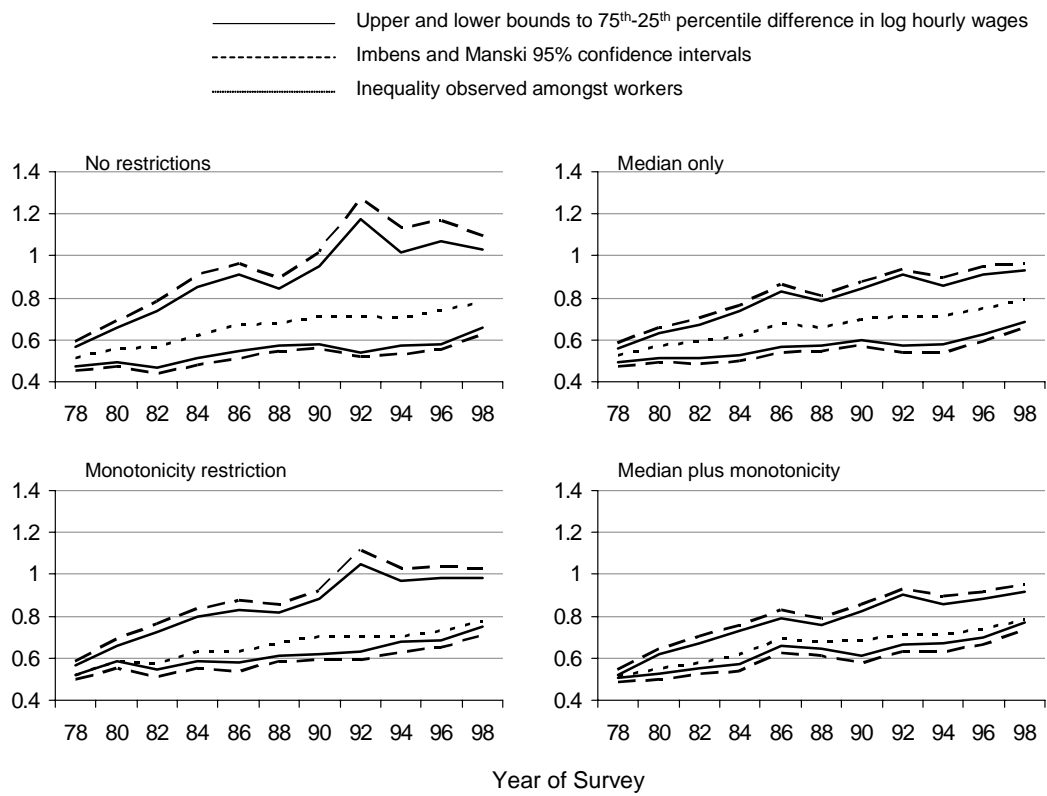 Upper and lower bounds to 75th-25th percentile difference in log hourly wages
Imbens and Manski 95% confidence intervals
Inequality observed amongst workers
No restrictions
1.4
1.2
1
0.8
0.6
0.4
78 80 82 84 86 88 90 92 94 96 98
Median only
1.4
1.2
1
0.8
0.6
0.4
78 80 82 84 86 88 90 92 94 96 98
Monotonicity restriction
1.4
1.2
1
0.8
0.6
0.4
78 80 82 84 86 88 90 92 94 96 98
Median plus monotonicity
1.4
1.2
1
0.8
0.6
0.4
78 80 82 84 86 88 90 92 94 96 98
Year of Survey